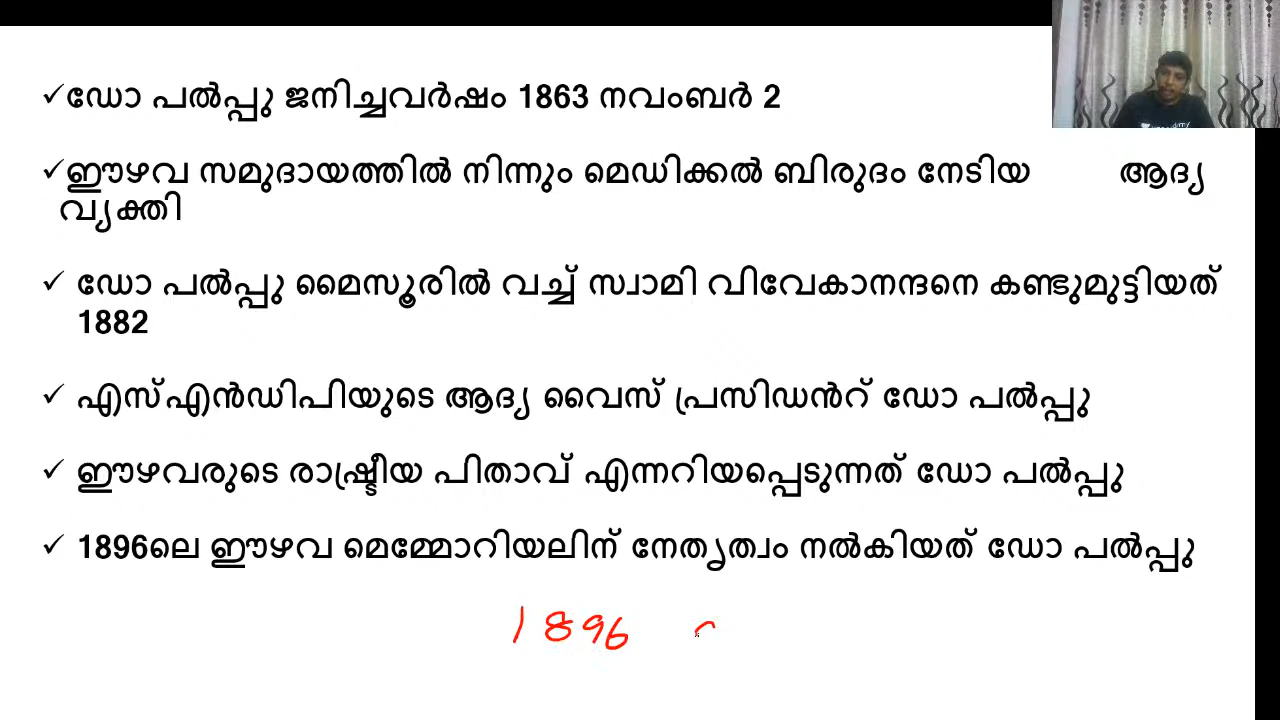 ✓ഡോ പൽപ്പു ജനിച്ചവർഷം 1863 നവംബർ 2
✓ഈഴവ സമുദായത്തിൽ നിന്നും മെഡിക്കൽ ബിരുദം നേടിയ ആദ്യ
വ്യക്തി
✓ ഡോ പൽപ്പു മൈസൂരിൽ വച്ച് സ്വാമി വിവേകാനന്ദനെ കണ്ടുമുട്ടിയത്
1882
✓ എസ്എൻഡിപിയുടെ ആദ്യ വൈസ് പ്രസിഡൻറ് ഡോ പൽപ്പു
✓ ഈഴവരുടെ രാഷ്ട്രീയ പിതാവ് എന്നറിയപ്പെടുന്നത് ഡോ പൽപ്പു
✓ 1896ലെ ഈഴവ മെമ്മോറിയലിന് നേതൃത്വം നൽകിയത് ഡോ പൽപ്പു
1896